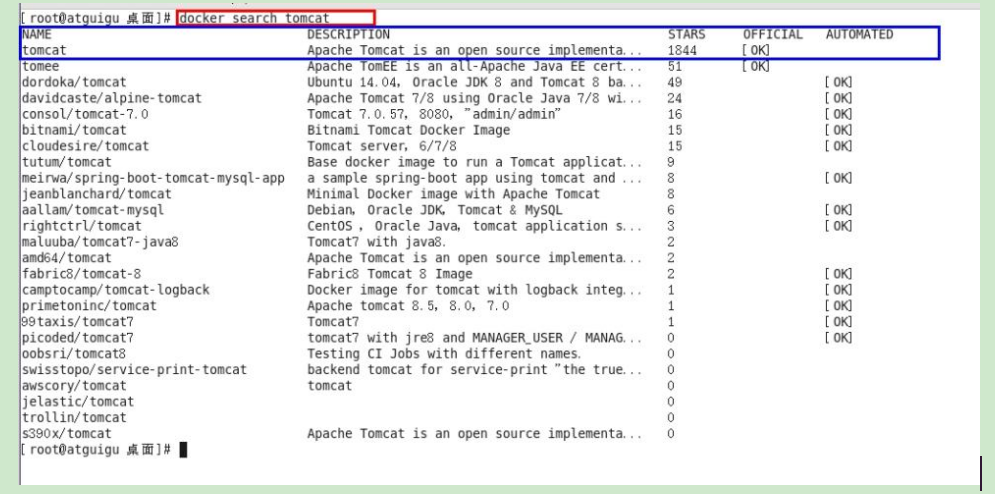 [root@atguigu 桌面]# docker search tomcat
NAME DESCRIPTION STARS OFFICIAL AUTOMATED
tomcat Apache Tomcat is an open source implementa... 1844 [OK]
tomee Apache TomEE is an all-Apache Java EE cert... 51 [OK]
dordoka/tomcat Ubuntu 14.04, Oracle JDK 8 and Tomcat 8 ba... 49 [OK]
davidcaste/alpine-tomcat Apache Tomcat 7/8 using Oracle Java 7/8 wi... 24 [OK]
consol/tomcat-7.0 Tomcat 7.0.57, 8080, "admin/admin" 16 [OK]
bitnami/tomcat Bitnami Tomcat Docker Image 15 [OK]
cloudesire/tomcat Tomcat server, 6/7/8 15 [OK]
tutum/tomcat Base docker image to run a Tomcat applicat... 9
meirwa/spring-boot-tomcat-mysql-app a sample spring-boot app using tomcat and ... 8 [OK]
jeanblanchard/tomcat Minimal Docker image with Apache Tomcat 8
aallam/tomcat-mysql Debian, Oracle JDK, Tomcat & MySQL 6 [OK]
rightctrl/tomcat CentOS , Oracle Java, tomcat application s... 3 [OK]
maluuba/tomcat7-java8 Tomcat7 with java8. 2
amd64/tomcat Apache Tomcat is an open source implementa... 2
fabric8/tomcat-8 Fabric8 Tomcat 8 Image 2 [OK]
camptocamp/tomcat-logback Docker image for tomcat with logback integ... 1 [OK]
primetoninc/tomcat Apache tomcat 8.5, 8.0, 7.0 1 [OK]
99taxis/tomcat7 Tomcat7 1 [OK]
picoded/tomcat7 tomcat7 with jre8 and MANAGER_USER / MANAG... 0 [OK]
oobsri/tomcat8 Testing CI Jobs with different names. 0
swisstopo/service-print-tomcat backend tomcat for service-print "the true... 0
awscory/tomcat tomcat 0
jelastic/tomcat 0
trollin/tomcat 0
s390x/tomcat Apache Tomcat is an open source implementa... 0
[root@atguigu 桌面]#